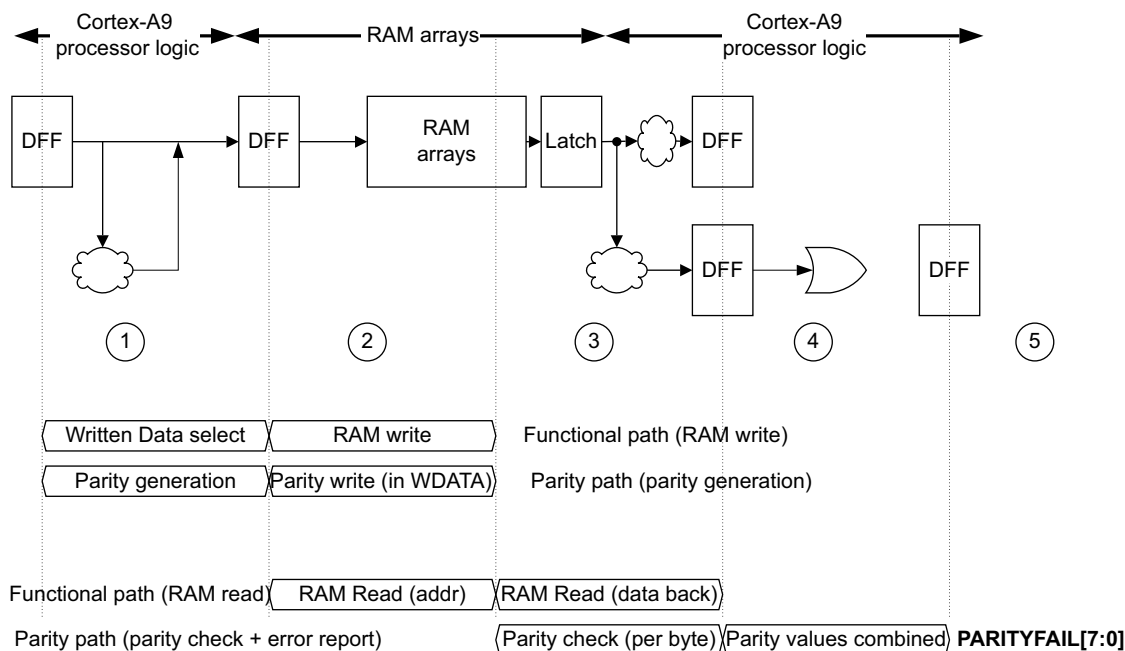 Cortex-A9
processor logic
RAM arrays
Cortex-A9
processor logic
DFF
DFF
RAM
arrays
Latch
DFF
DFF
DFF
1
2
3
4
5
Written Data select
RAM write
Functional path (RAM write)
Parity generation
Parity write (in WDATA)
Parity path (parity generation)
Functional path (RAM read)
RAM Read (addr)
RAM Read (data back)
Parity path (parity check + error report)
Parity check (per byte)
Parity values combined
PARITYFAIL[7:0]